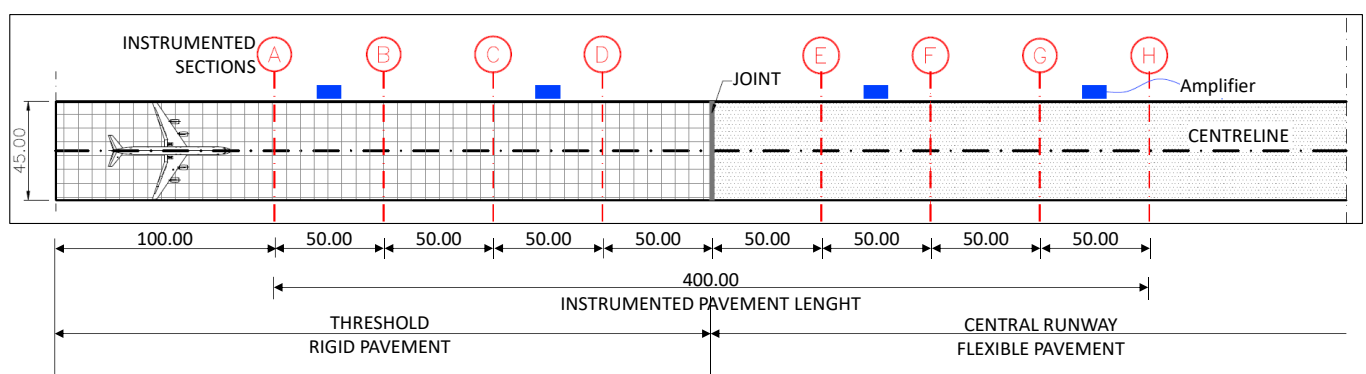 INSTRUMENTED
SECTIONS
A B C D E F G H
JOINT
Amplifier
45.00
CENTRELINE
100.00 50.00 50.00 50.00 50.00 50.00 50.00 50.00 50.00
400.00
INSTRUMENTED PAVEMENT LENGHT
THRESHOLD
RIGID PAVEMENT
CENTRAL RUNWAY
FLEXIBLE PAVEMENT